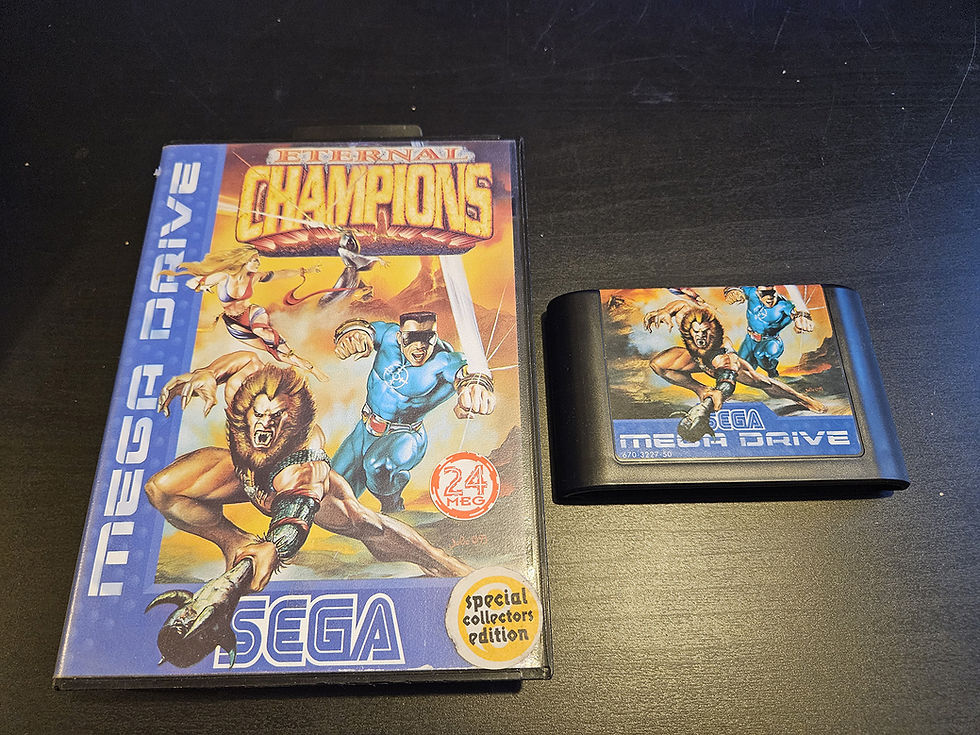 ETERNAL
CHAMPIONS
MEGA DRIVE
24
MEG
SEGA
special
collectors
edition
SEGA
MEGA DRIVE
670-3227-50